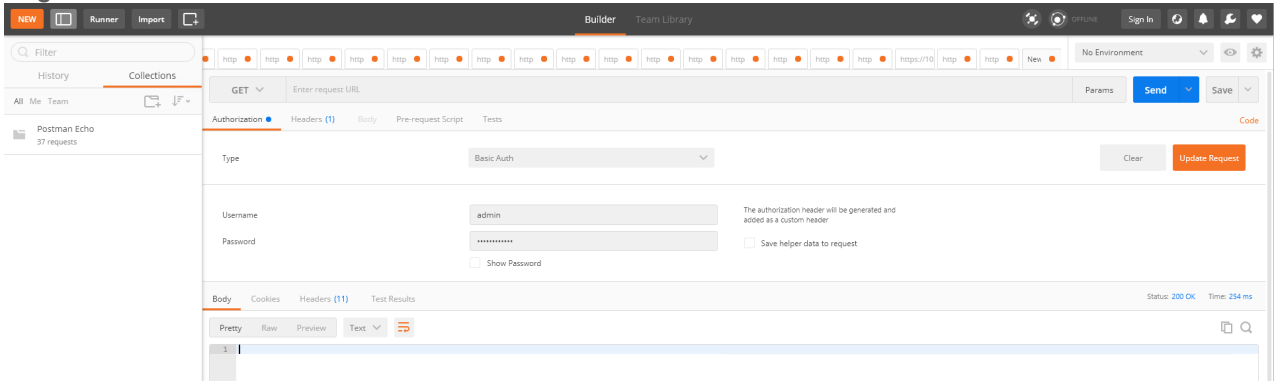 NEW Runner Import Builder Team Library OFFLINE Sign In
Filter
http http http http http http http http http http http http http http http http https://10 http http New No Environment
History Collections
GET Enter request URL Params Send Save
All Me Team
Authorization Headers (1) Body Pre-request Script Tests Code
Postman Echo
37 requests
Type Basic Auth Clear Update Request
Username admin The authorization header will be generated and
added as a custom header
Password •••••••••••• Save helper data to request
Show Password
Body Cookies Headers (11) Test Results Status: 200 OK Time: 254 ms
Pretty Raw Preview Text
1